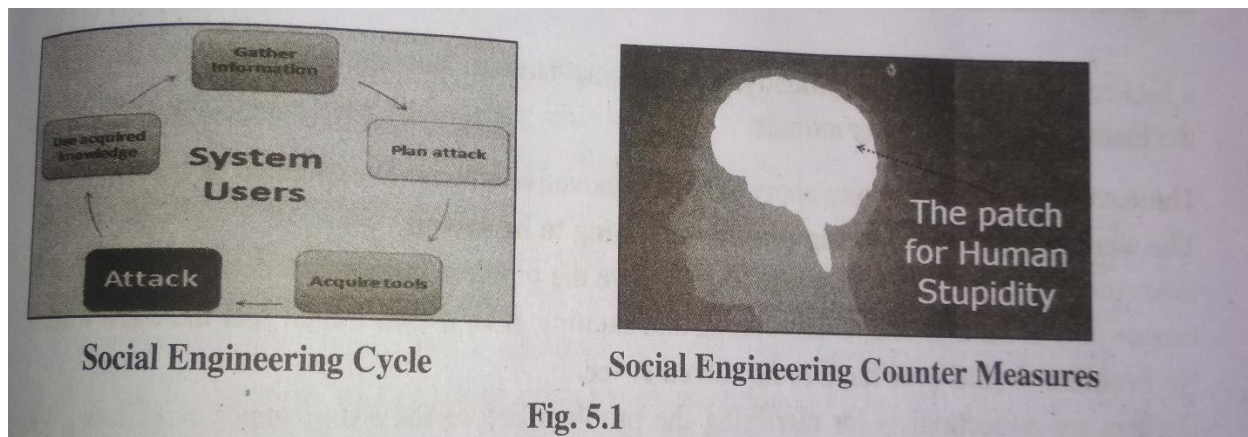 Gather
Information
Plan attack
Acquire tools
Attack
Use acquired
knowledge
System
Users
Social Engineering Cycle
The patch
for Human
Stupidity
Social Engineering Counter Measures
Fig. 5.1